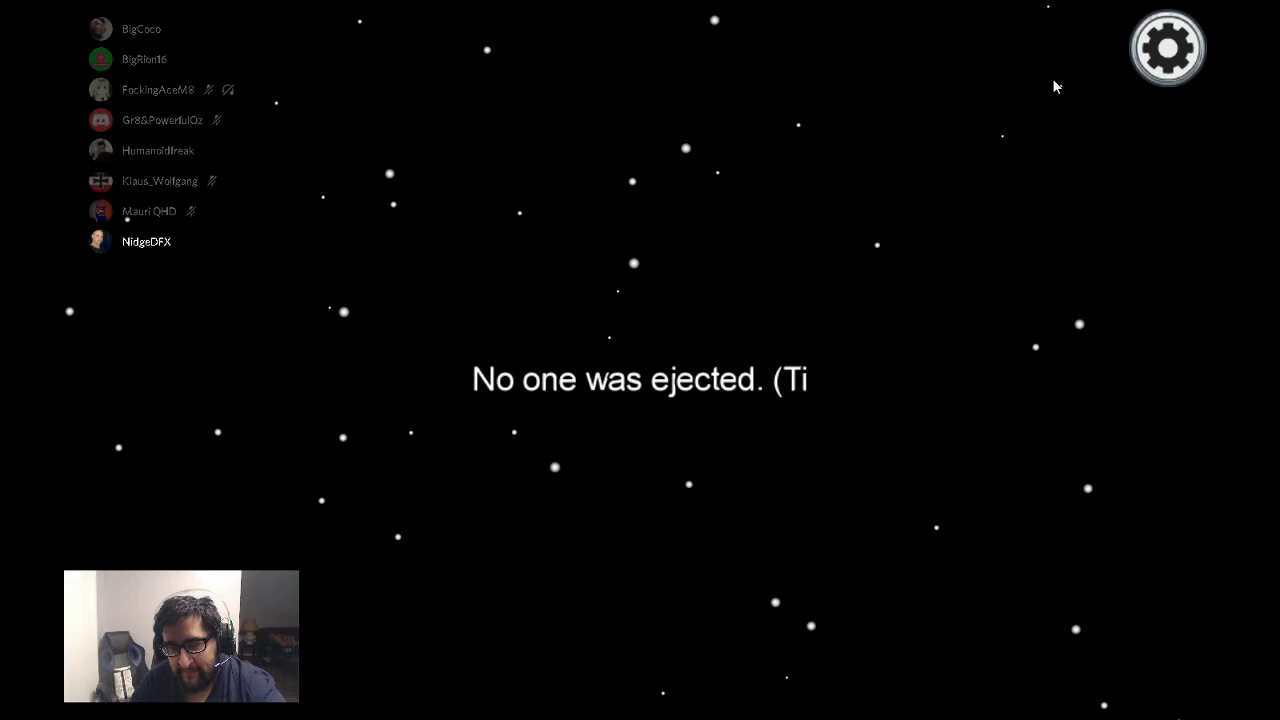 BigCoco
BigRion16
FockingAceM8
Gr8&PowerfulOz
Humanoidfreak
Klaus_Wolfgang
Mauri QHD
NidgeDFX
No one was ejected. (Ti